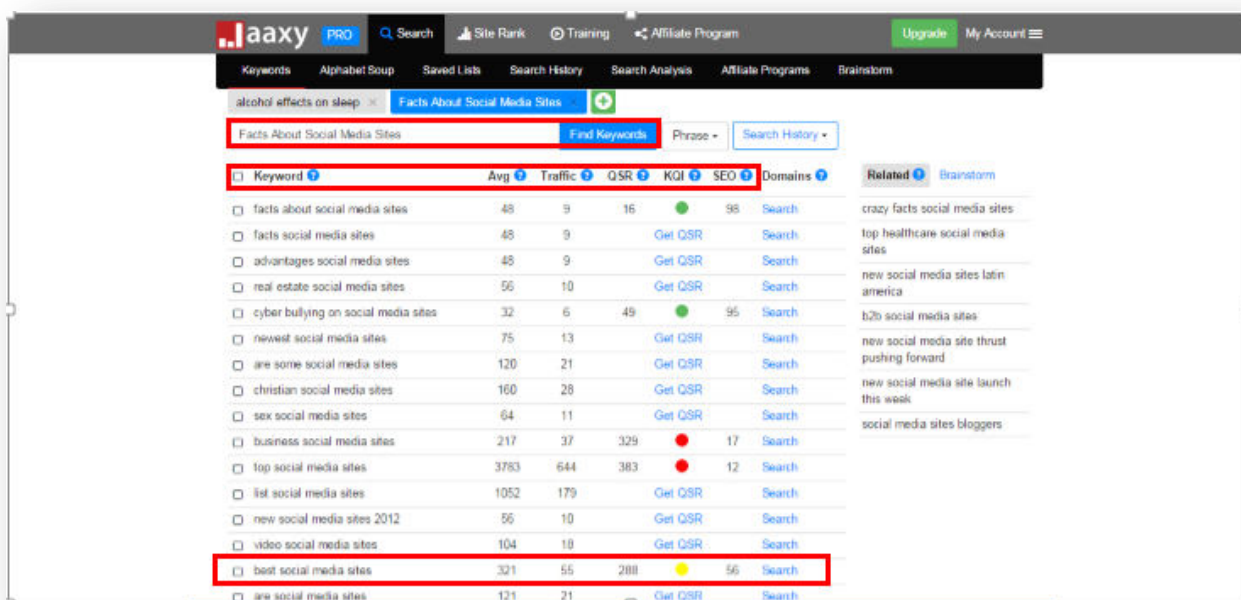 Jaaxy PRO Search Site Rank Training Affiliate Program Upgrade My Account
Keywords Alphabet Soup Saved Lists Search History Search Analysis Affiliate Programs Brainstorm
alcohol effects on sleep × Facts About Social Media Sites ×
Facts About Social Media Sites Find Keywords Phrase Search History
Keyword ? Avg ? Traffic ? QSR ? KQI ? SEO ? Domains ? Related ? Brainstorm
facts about social media sites 48 9 16 98 Search
facts social media sites 48 9 Get QSR Search
advantages social media sites 48 9 Get QSR Search
real estate social media sites 56 10 Get QSR Search
cyber bullying on social media sites 32 6 49 95 Search
newest social media sites 75 13 Get QSR Search
are some social media sites 120 21 Get QSR Search
christian social media sites 160 28 Get QSR Search
sex social media sites 64 11 Get QSR Search
business social media sites 217 37 329 17 Search
top social media sites 3783 644 383 12 Search
list social media sites 1052 179 Get QSR Search
new social media sites 2012 56 10 Get QSR Search
video social media sites 104 18 Get QSR Search
best social media sites 321 55 288 56 Search
are social media sites 121 21 Get QSR Search
crazy facts social media sites
top healthcare social media
sites
new social media sites latin
america
b2b social media sites
new social media site thrust
pushing forward
new social media site launch
this week
social media sites bloggers